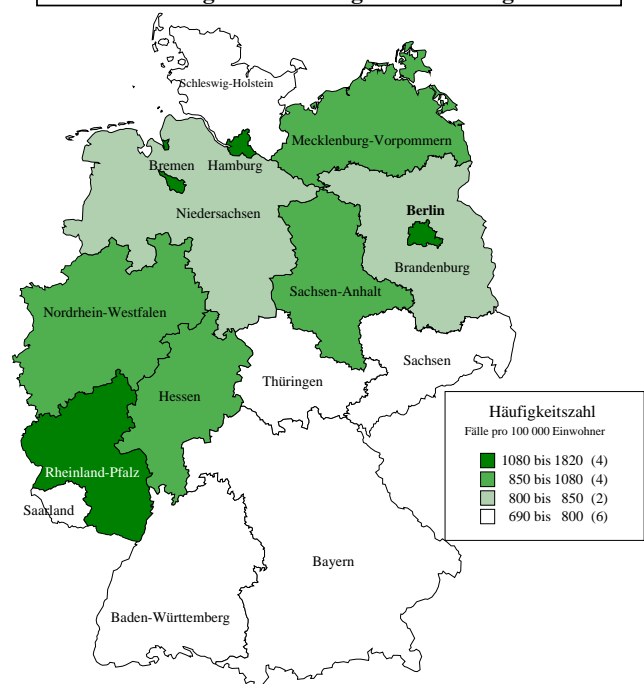 Schleswig-Holstein
Mecklenburg-Vorpommern
Bremen
Hamburg
Niedersachsen
Berlin
Brandenburg
Sachsen-Anhalt
Nordrhein-Westfalen
Sachsen
Thüringen
Hessen
Häufigkeitszahl
Fälle pro 100 000 Einwohner
1080 bis 1820 (4)
850 bis 1080 (4)
800 bis 850 (2)
690 bis 800 (6)
Rheinland-Pfalz
Saarland
Bayern
Baden-Württemberg